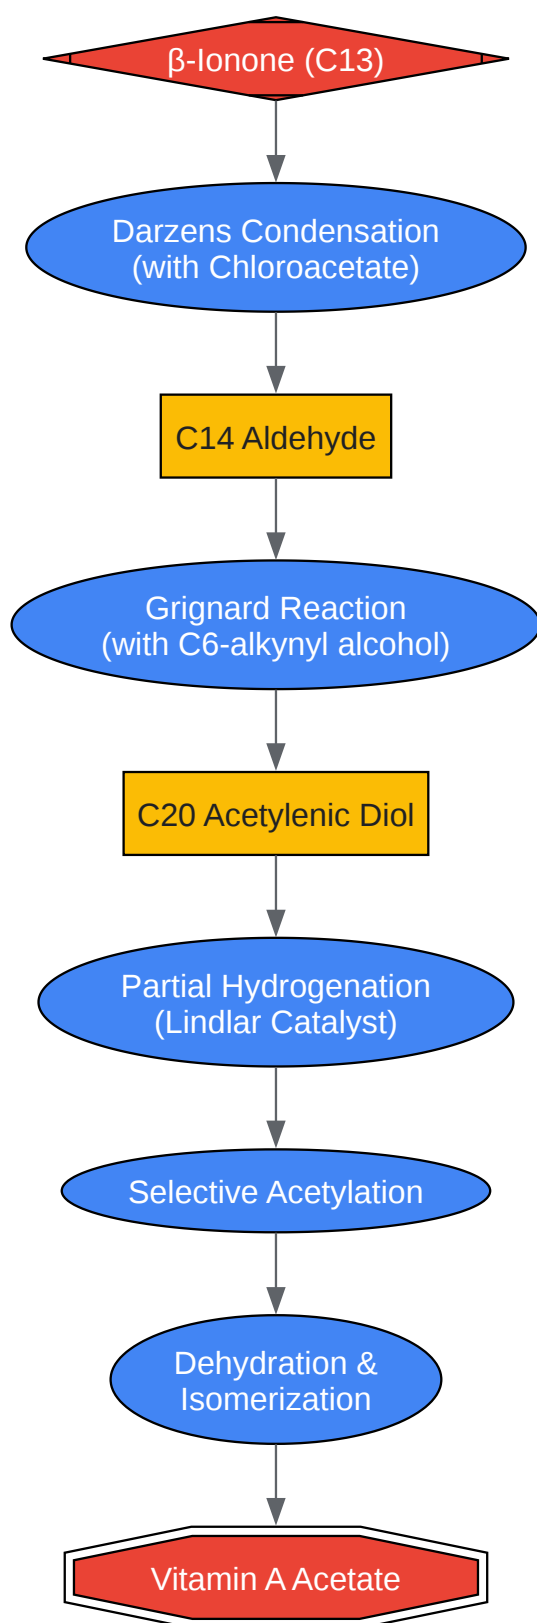 β-Ionone (C13)
Darzens Condensation
(with Chloroacetate)
C14 Aldehyde
Grignard Reaction
(with C6-alkynyl alcohol)
C20 Acetylenic Diol
Partial Hydrogenation
(Lindlar Catalyst)
Selective Acetylation
Dehydration &
Isomerization
Vitamin A Acetate